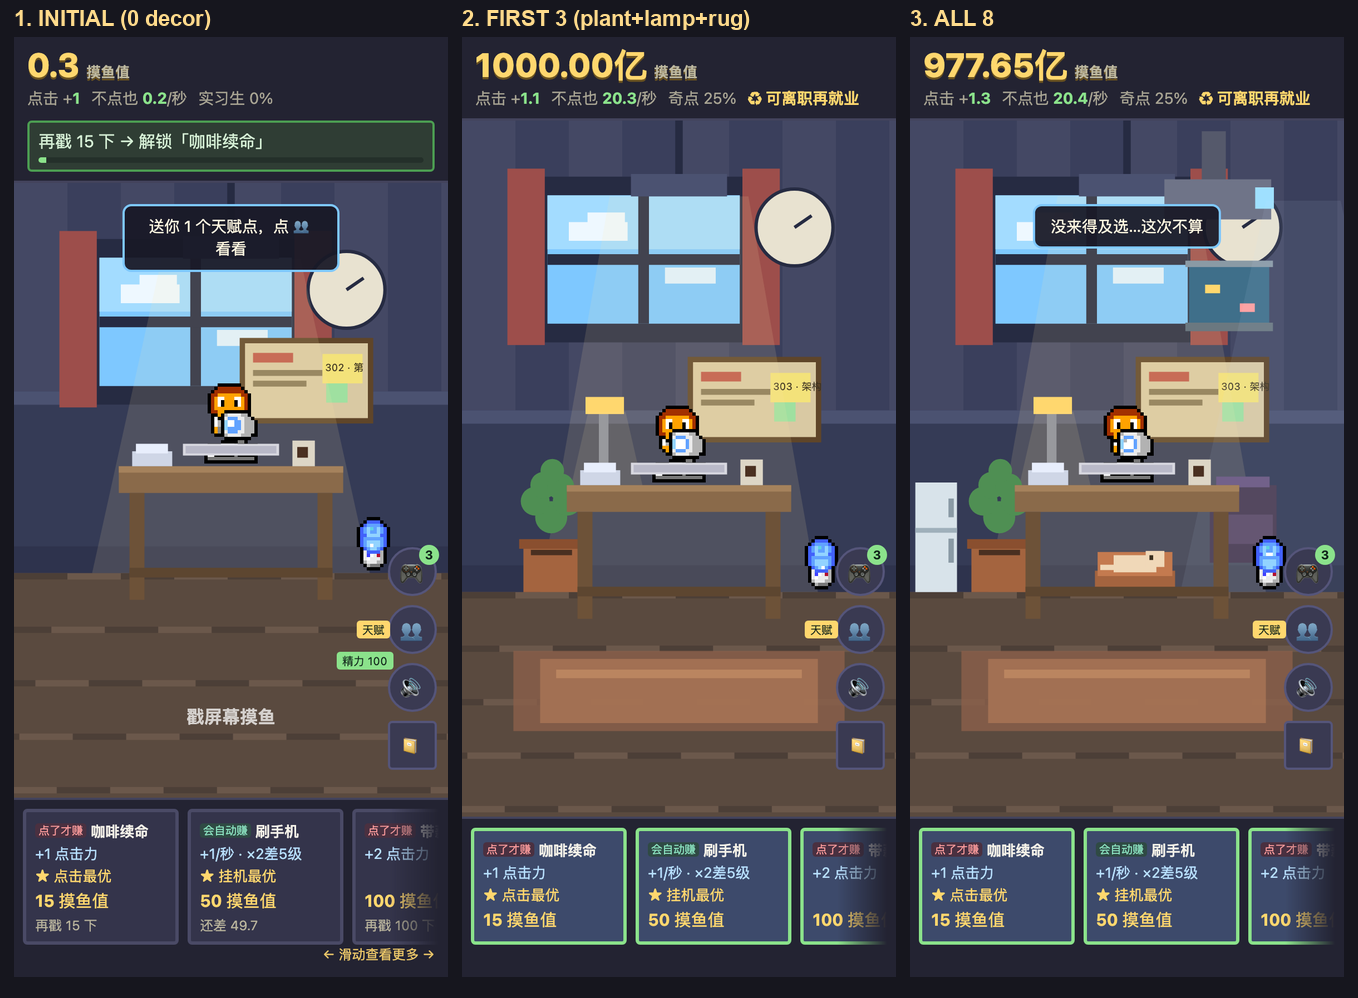 1. INITIAL (0 decor)
0.3 摸鱼值
点击 +1 不点也 0.2/秒 实习生 0%
再戳 15 下 → 解锁「咖啡续命」
送你 1 个天赋点，点 👥
看看
302 · 第
3
天赋
精力 100
戳屏幕摸鱼
点了才赚 咖啡续命
+1 点击力
⭐ 点击最优
15 摸鱼值
再戳 15 下
会自动赚 刷手机
+1/秒 · ×2差5级
⭐ 挂机最优
50 摸鱼值
还差 49.7
点了才赚 带
+2 点击力
100 摸鱼
再戳 100 下
← 滑动查看更多 →
2. FIRST 3 (plant+lamp+rug)
1000.00亿 摸鱼值
点击 +1.1 不点也 20.3/秒 奇点 25% ♻ 可离职再就业
303 · 架构
3
天赋
点了才赚 咖啡续命
+1 点击力
⭐ 点击最优
15 摸鱼值
会自动赚 刷手机
+1/秒 · ×2差5级
⭐ 挂机最优
50 摸鱼值
点了才赚 带
+2 点击力
100 摸鱼
3. ALL 8
977.65亿 摸鱼值
点击 +1.3 不点也 20.4/秒 奇点 25% ♻ 可离职再就业
没来得及选...这次不算
303 · 架构
3
天赋
点了才赚 咖啡续命
+1 点击力
⭐ 点击最优
15 摸鱼值
会自动赚 刷手机
+1/秒 · ×2差5级
⭐ 挂机最优
50 摸鱼值
点了才赚 带
+2 点击力
100 摸鱼